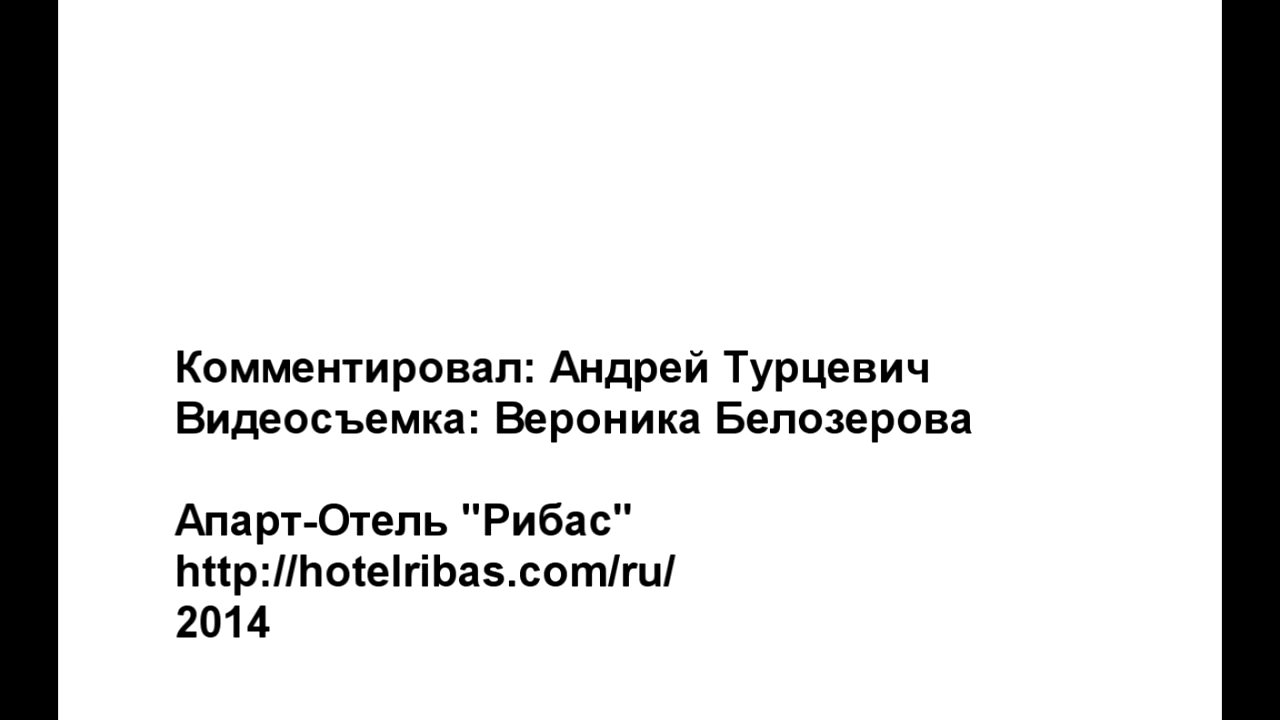 Комментировал: Андрей Турцевич
Видеосъемка: Вероника Белозерова
Апарт-Отель "Рибас"
http://hotelribas.com/ru/
2014